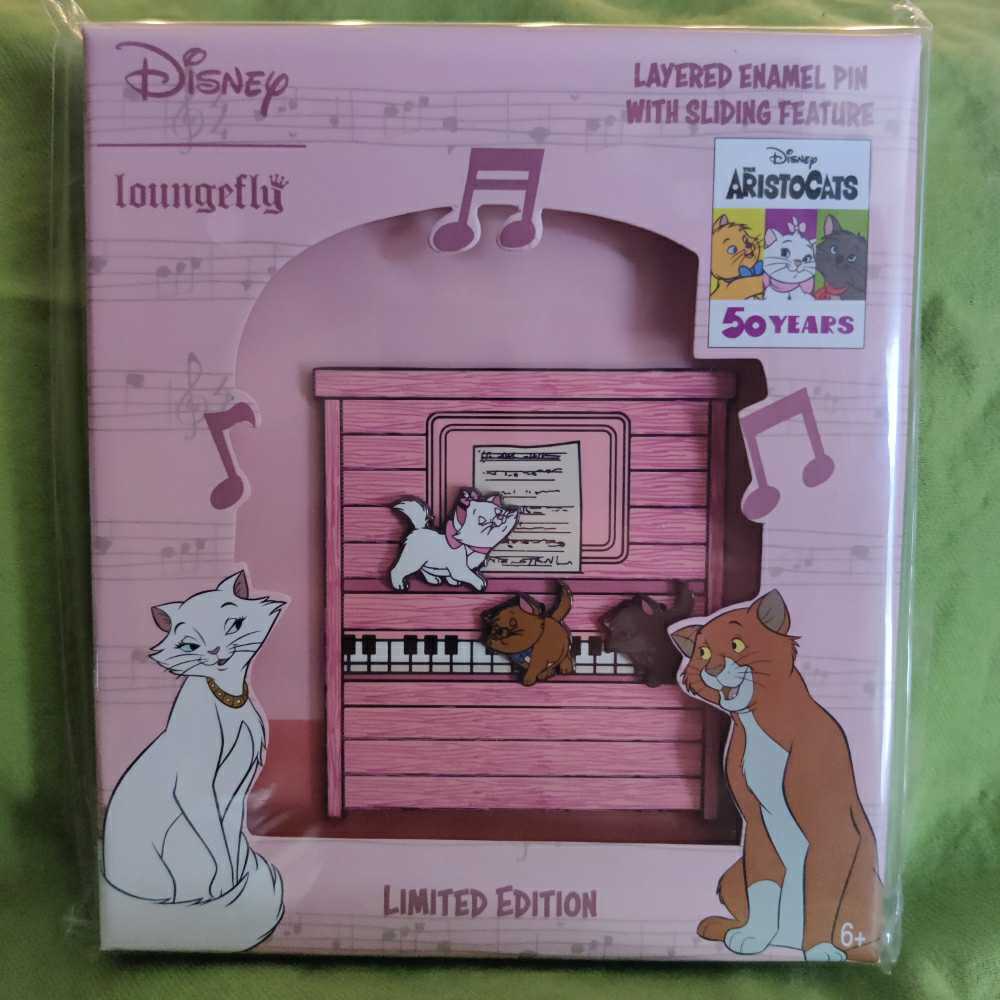 Disney
loungefly
LAYERED ENAMEL PIN
WITH SLIDING FEATURE
Disney
THE
ARISTOCATS
50 YEARS
LIMITED EDITION
6+